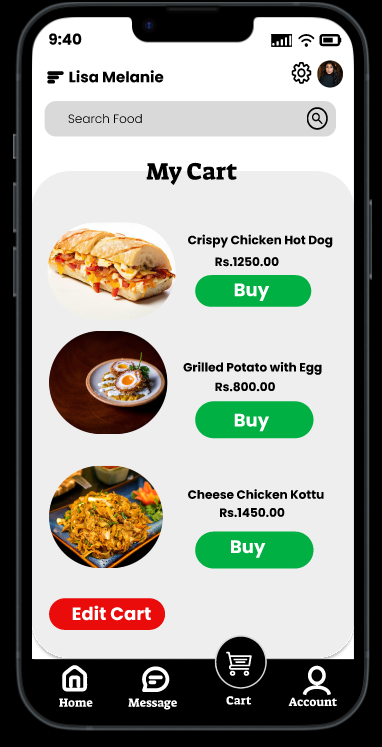 9:40
Lisa Melanie
Search Food
My Cart
Crispy Chicken Hot Dog
Rs.1250.00
Buy
Grilled Potato with Egg
Rs.800.00
Buy
Cheese Chicken Kottu
Rs.1450.00
Buy
Edit Cart
Home
Message
Cart
Account